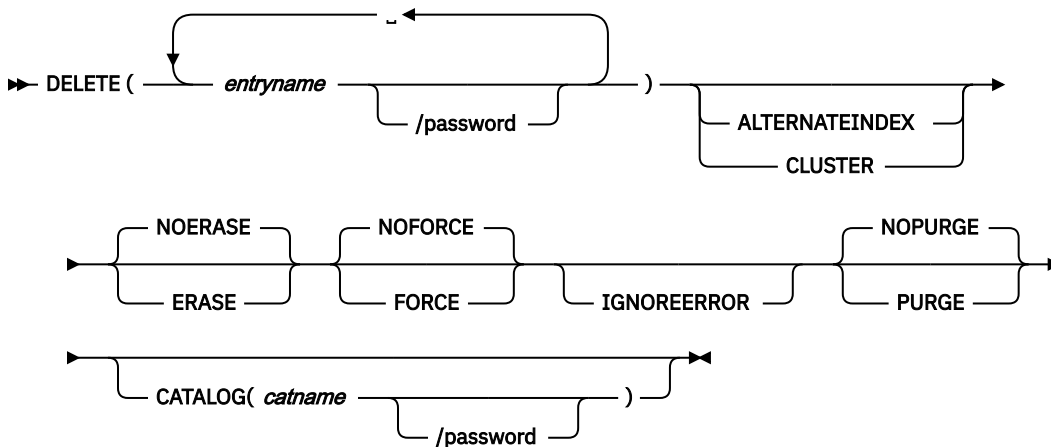 ␣
DELETE ( entryname )
/password
ALTERNATEINDEX
CLUSTER
NOERASE NOFORCE NOPURGE
ERASE FORCE IGNOREERROR PURGE
CATALOG( catname )
/password